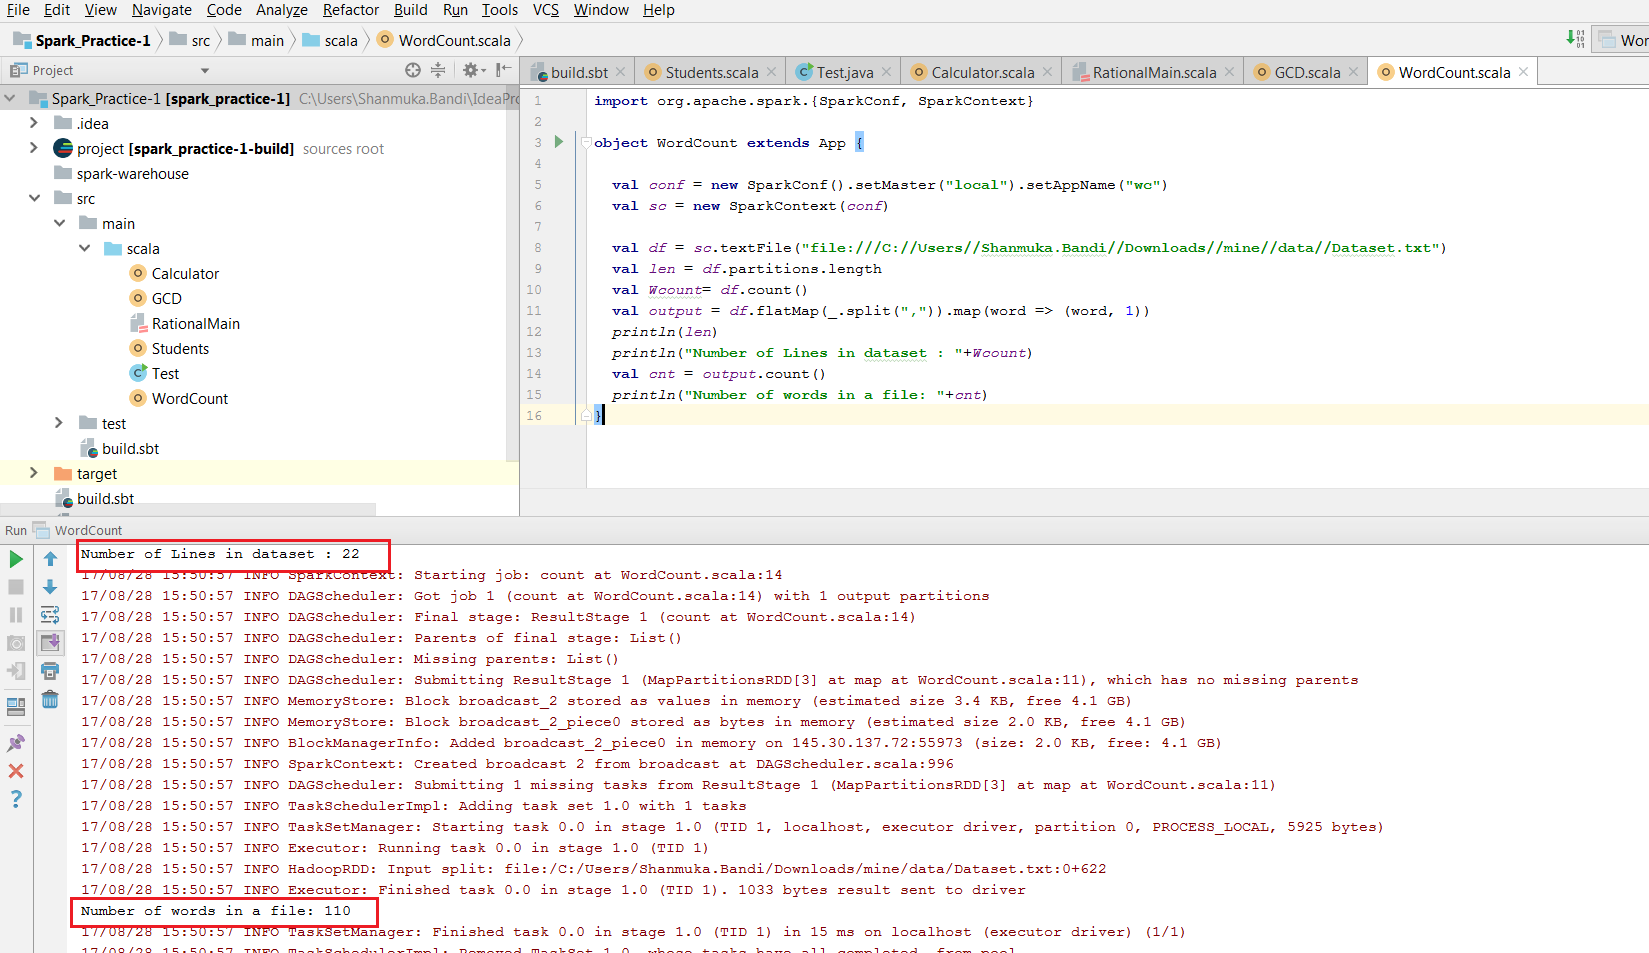 File Edit View Navigate Code Analyze Refactor Build Run Tools VCS Window Help
Spark_Practice-1 src main scala WordCount.scala
Project
build.sbt Students.scala Test.java Calculator.scala RationalMain.scala GCD.scala WordCount.scala
Spark_Practice-1 [spark_practice-1] C:\Users\Shanmuka.Bandi\IdeaPro
.idea
project [spark_practice-1-build] sources root
spark-warehouse
src
main
scala
Calculator
GCD
RationalMain
Students
Test
WordCount
test
build.sbt
target
build.sbt
1 import org.apache.spark.{SparkConf, SparkContext}
2
3 object WordCount extends App {
4
5 val conf = new SparkConf().setMaster("local").setAppName("wc")
6 val sc = new SparkContext(conf)
7
8 val df = sc.textFile("file:///C://Users//Shanmuka.Bandi//Downloads//mine//data//Dataset.txt")
9 val len = df.partitions.length
10 val Wcount= df.count()
11 val output = df.flatMap(_.split(",")).map(word => (word, 1))
12 println(len)
13 println("Number of Lines in dataset : "+Wcount)
14 val cnt = output.count()
15 println("Number of words in a file: "+cnt)
16 }
Run WordCount
Number of Lines in dataset : 22
17/08/28 15:50:57 INFO SparkContext: Starting job: count at WordCount.scala:14
17/08/28 15:50:57 INFO DAGScheduler: Got job 1 (count at WordCount.scala:14) with 1 output partitions
17/08/28 15:50:57 INFO DAGScheduler: Final stage: ResultStage 1 (count at WordCount.scala:14)
17/08/28 15:50:57 INFO DAGScheduler: Parents of final stage: List()
17/08/28 15:50:57 INFO DAGScheduler: Missing parents: List()
17/08/28 15:50:57 INFO DAGScheduler: Submitting ResultStage 1 (MapPartitionsRDD[3] at map at WordCount.scala:11), which has no missing parents
17/08/28 15:50:57 INFO MemoryStore: Block broadcast_2 stored as values in memory (estimated size 3.4 KB, free 4.1 GB)
17/08/28 15:50:57 INFO MemoryStore: Block broadcast_2_piece0 stored as bytes in memory (estimated size 2.0 KB, free 4.1 GB)
17/08/28 15:50:57 INFO BlockManagerInfo: Added broadcast_2_piece0 in memory on 145.30.137.72:55973 (size: 2.0 KB, free: 4.1 GB)
17/08/28 15:50:57 INFO SparkContext: Created broadcast 2 from broadcast at DAGScheduler.scala:996
17/08/28 15:50:57 INFO DAGScheduler: Submitting 1 missing tasks from ResultStage 1 (MapPartitionsRDD[3] at map at WordCount.scala:11)
17/08/28 15:50:57 INFO TaskSchedulerImpl: Adding task set 1.0 with 1 tasks
17/08/28 15:50:57 INFO TaskSetManager: Starting task 0.0 in stage 1.0 (TID 1, localhost, executor driver, partition 0, PROCESS_LOCAL, 5925 bytes)
17/08/28 15:50:57 INFO Executor: Running task 0.0 in stage 1.0 (TID 1)
17/08/28 15:50:57 INFO HadoopRDD: Input split: file:/C:/Users/Shanmuka.Bandi/Downloads/mine/data/Dataset.txt:0+622
17/08/28 15:50:57 INFO Executor: Finished task 0.0 in stage 1.0 (TID 1). 1033 bytes result sent to driver
Number of words in a file: 110
17/08/28 15:50:57 INFO TaskSetManager: Finished task 0.0 in stage 1.0 (TID 1) in 15 ms on localhost (executor driver) (1/1)
17/08/28 15:50:57 INFO TaskSchedulerImpl: Removed TaskSet 1.0, whose tasks have all completed, from pool